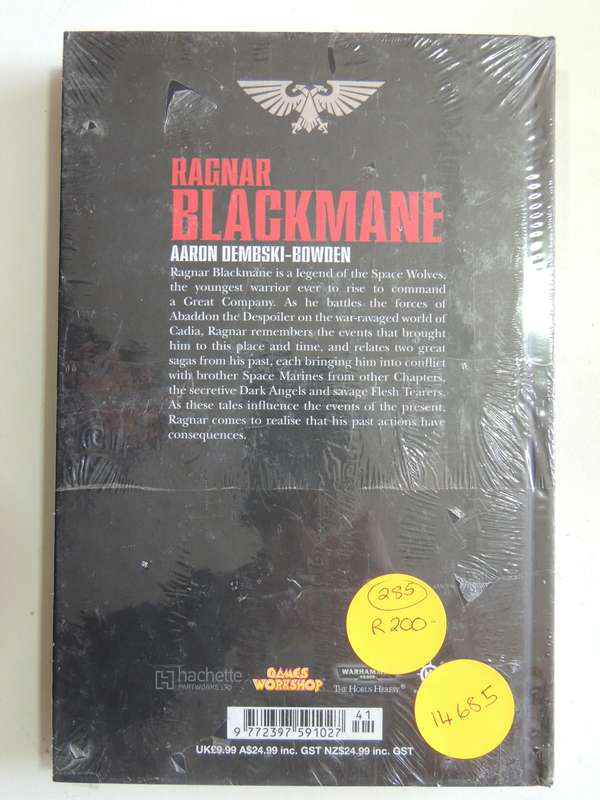 RAGNAR
BLACKMANE
AARON DEMBSKI-BOWDEN
Ragnar Blackmane is a legend of the Space Wolves,
the youngest warrior ever to rise to command
a Great Company. As he battles the forces of
Abaddon the Despoiler on the war-ravaged world of
Cadia, Ragnar remembers the events that brought
him to this place and time, and relates two great
sagas from his past, each bringing him into conflict
with brother Space Marines from other Chapters,
the secretive Dark Angels and savage Flesh Tearers.
As these tales influence the events of the present,
Ragnar comes to realise that his past actions have
consequences.
285
R200-
14685
hachette
PARTWORKS LTD
GAMES
WORKSHOP
THE HORUS HERESY®
41
9 772397 591027
UK£9.99 A$24.99 inc. GST NZ$24.99 inc. GST